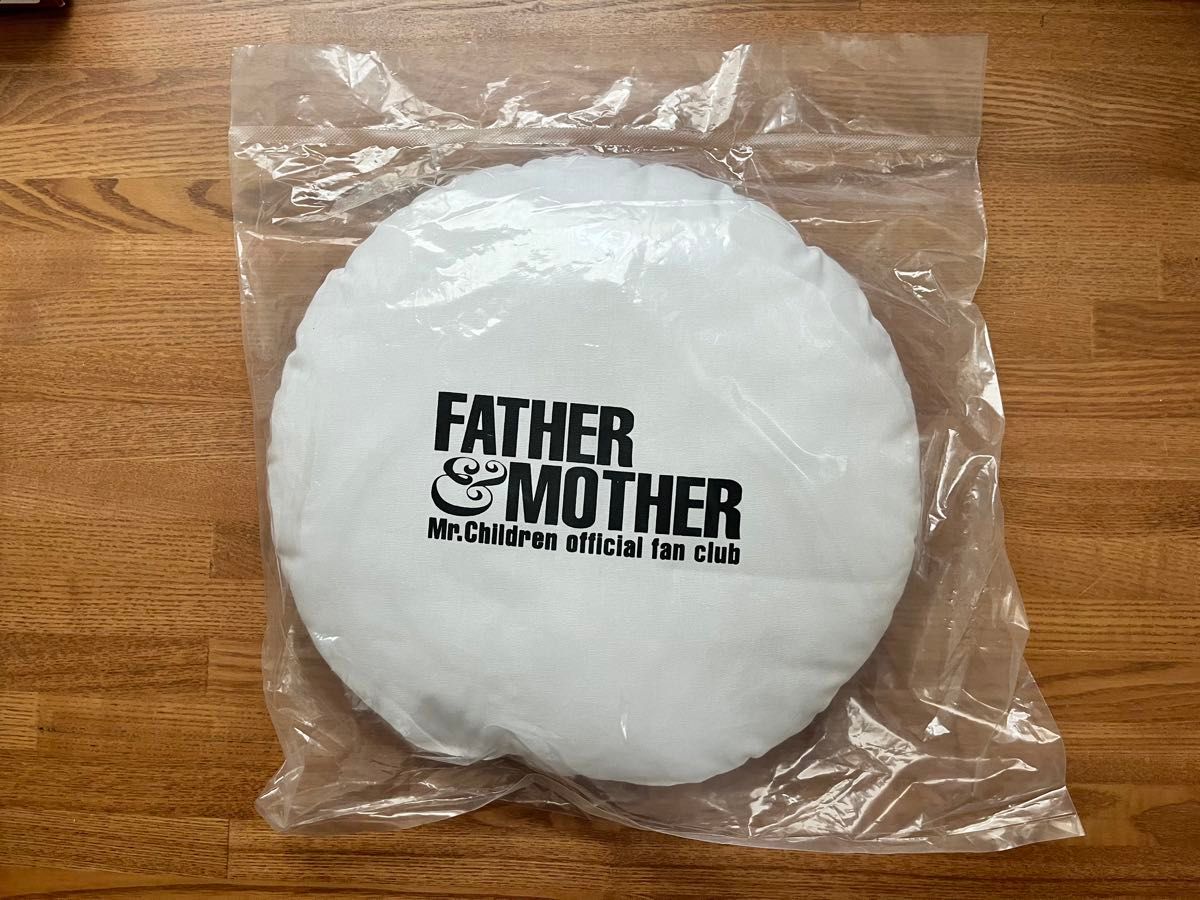 FATHER
&MOTHER
Mr.Children official fan club